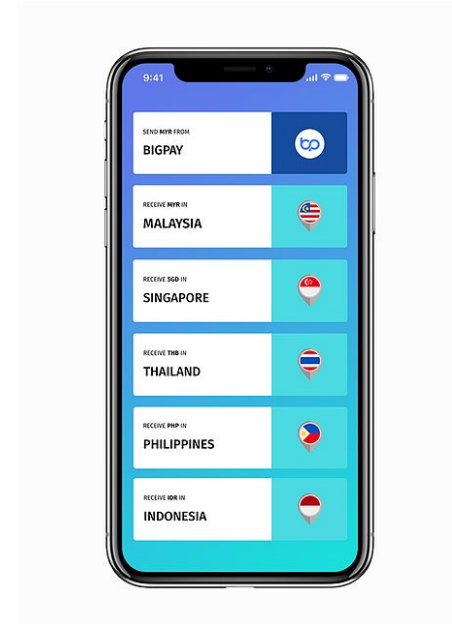 9:41
SEND MYR FROM
BIGPAY
bp
RECEIVE MYR IN
MALAYSIA
RECEIVE SGD IN
SINGAPORE
RECEIVE THB IN
THAILAND
RECEIVE PHP IN
PHILIPPINES
RECEIVE IDR IN
INDONESIA